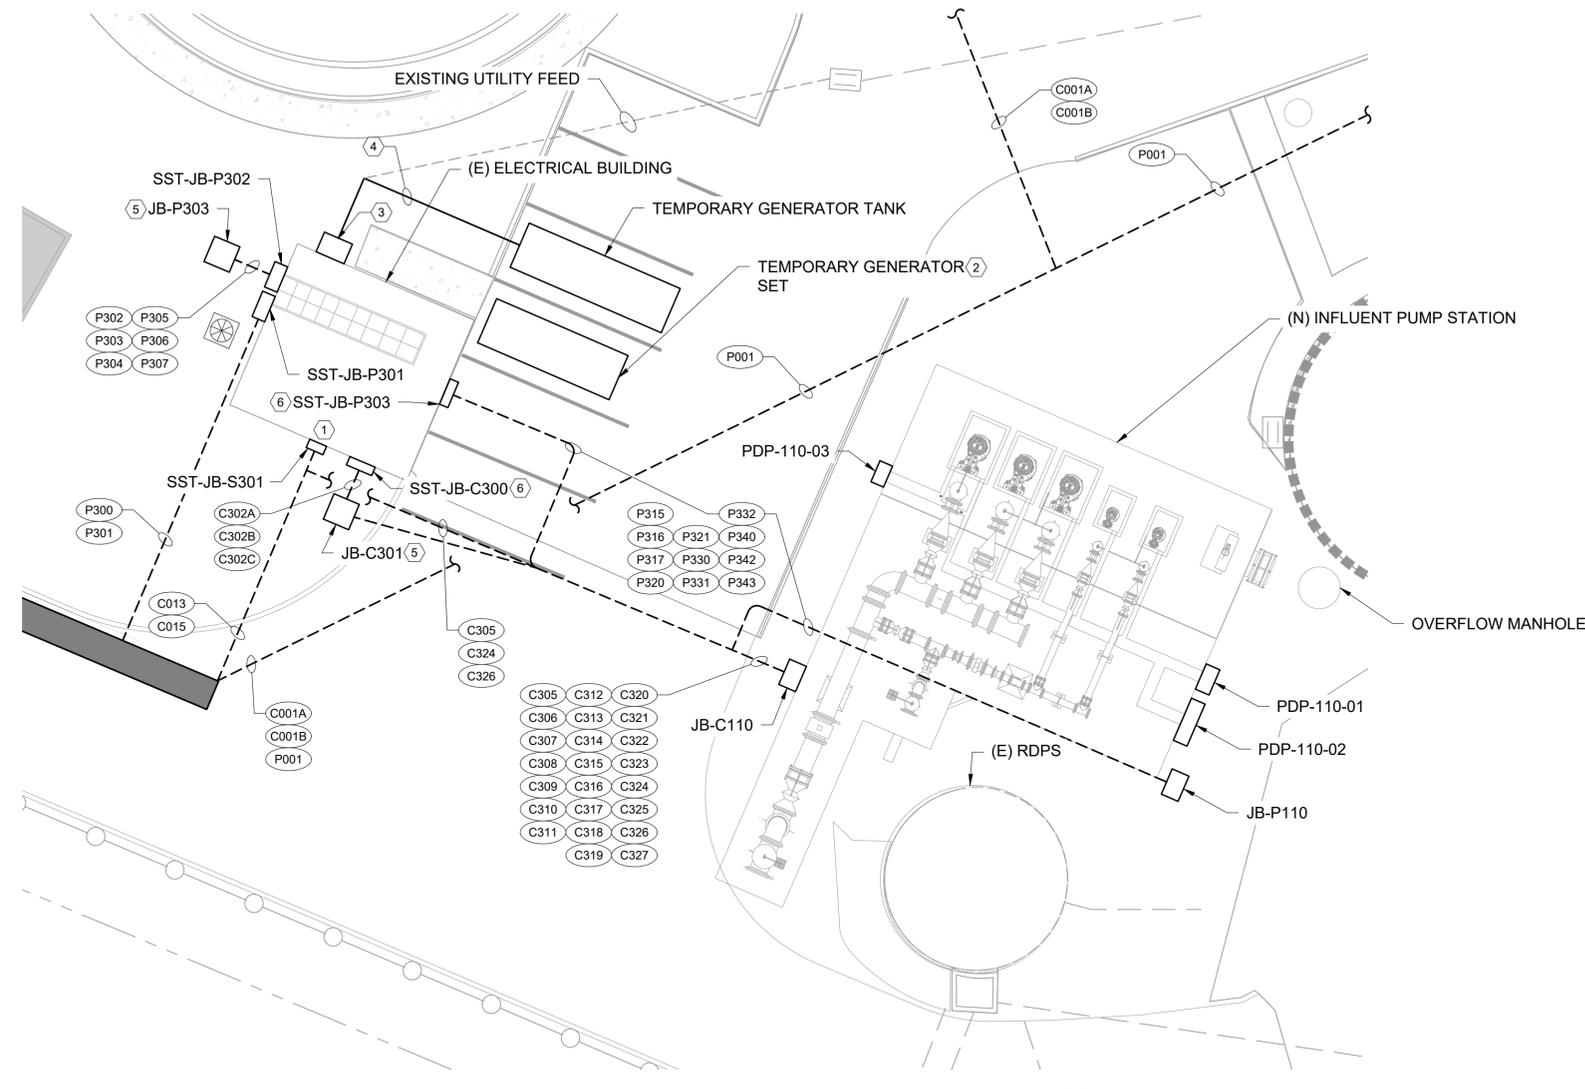 EXISTING UTILITY FEED
C001A
C001B
4
P001
(E) ELECTRICAL BUILDING
SST-JB-P302
5 JB-P303
3
TEMPORARY GENERATOR TANK
TEMPORARY GENERATOR 2
SET
P302 P305
P303 P306
P304 P307
(N) INFLUENT PUMP STATION
P001
SST-JB-P301
6 SST-JB-P303
1
PDP-110-03
SST-JB-S301
SST-JB-C300 6
P300
P301
C302A
C302B
C302C
JB-C301 5
P315 P332
P316 P321 P340
P317 P330 P342
P320 P331 P343
C013
C015
OVERFLOW MANHOLE
C305
C324
C326
C001A
C001B
P001
C305 C312 C320
C306 C313 C321
C307 C314 C322
C308 C315 C323
C309 C316 C324
C310 C317 C325
C311 C318 C326
C319 C327
JB-C110
PDP-110-01
PDP-110-02
(E) RDPS
JB-P110